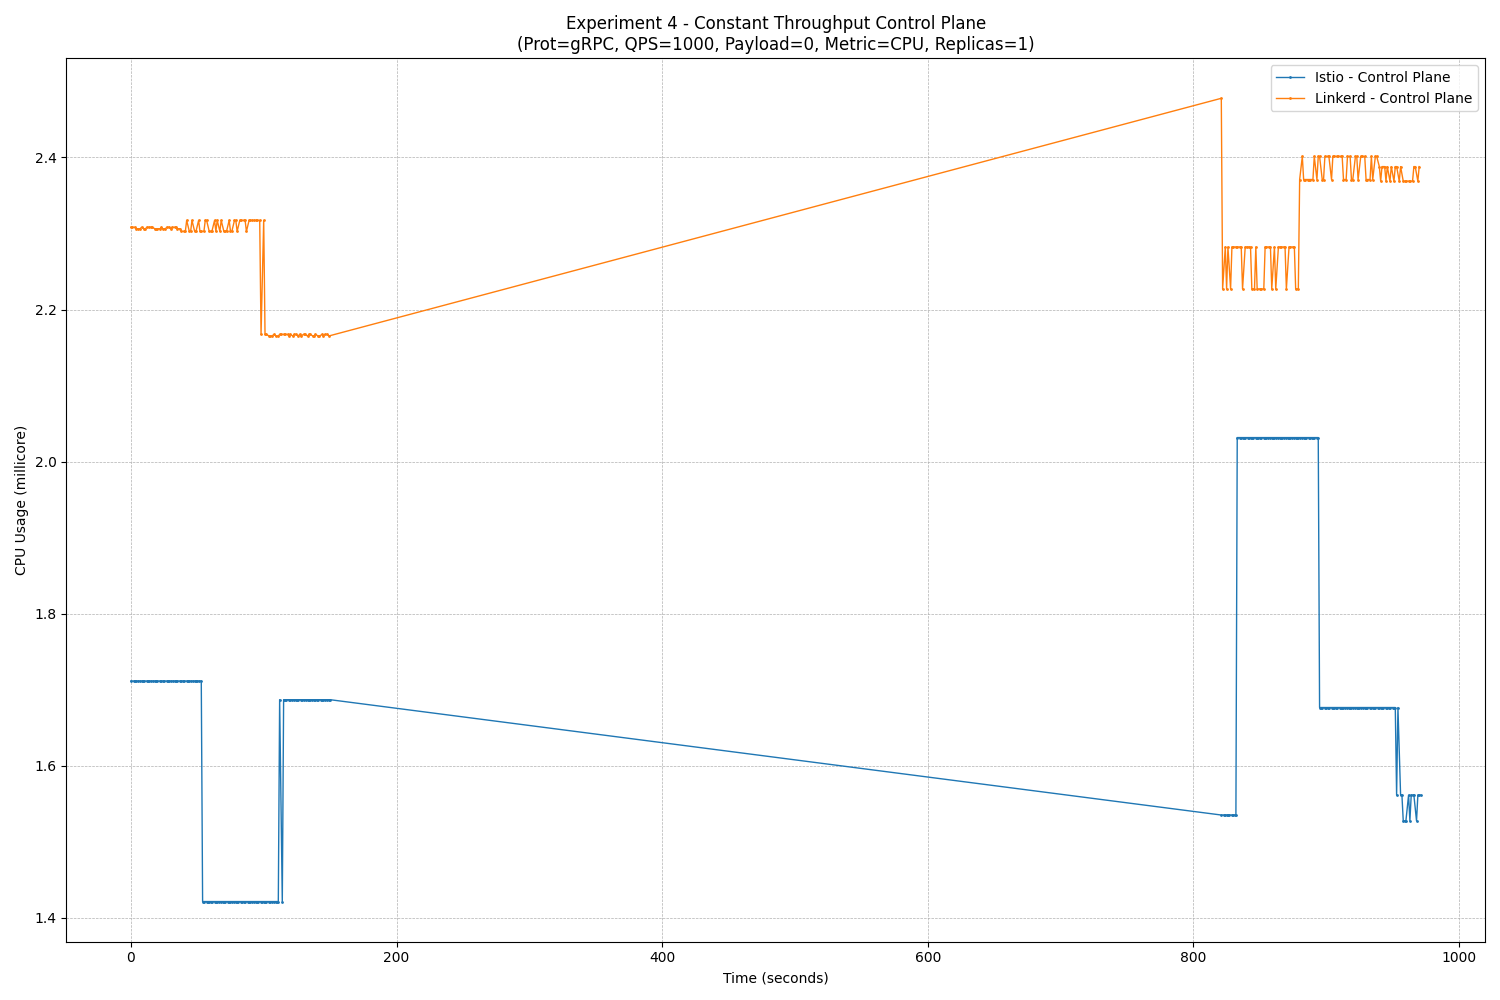 Experiment 4 - Constant Throughput Control Plane
(Prot=gRPC, QPS=1000, Payload=0, Metric=CPU, Replicas=1)
Istio - Control Plane
Linkerd - Control Plane
CPU Usage (millicore)
2.4
2.2
2.0
1.8
1.6
1.4
0
200
400
600
800
1000
Time (seconds)